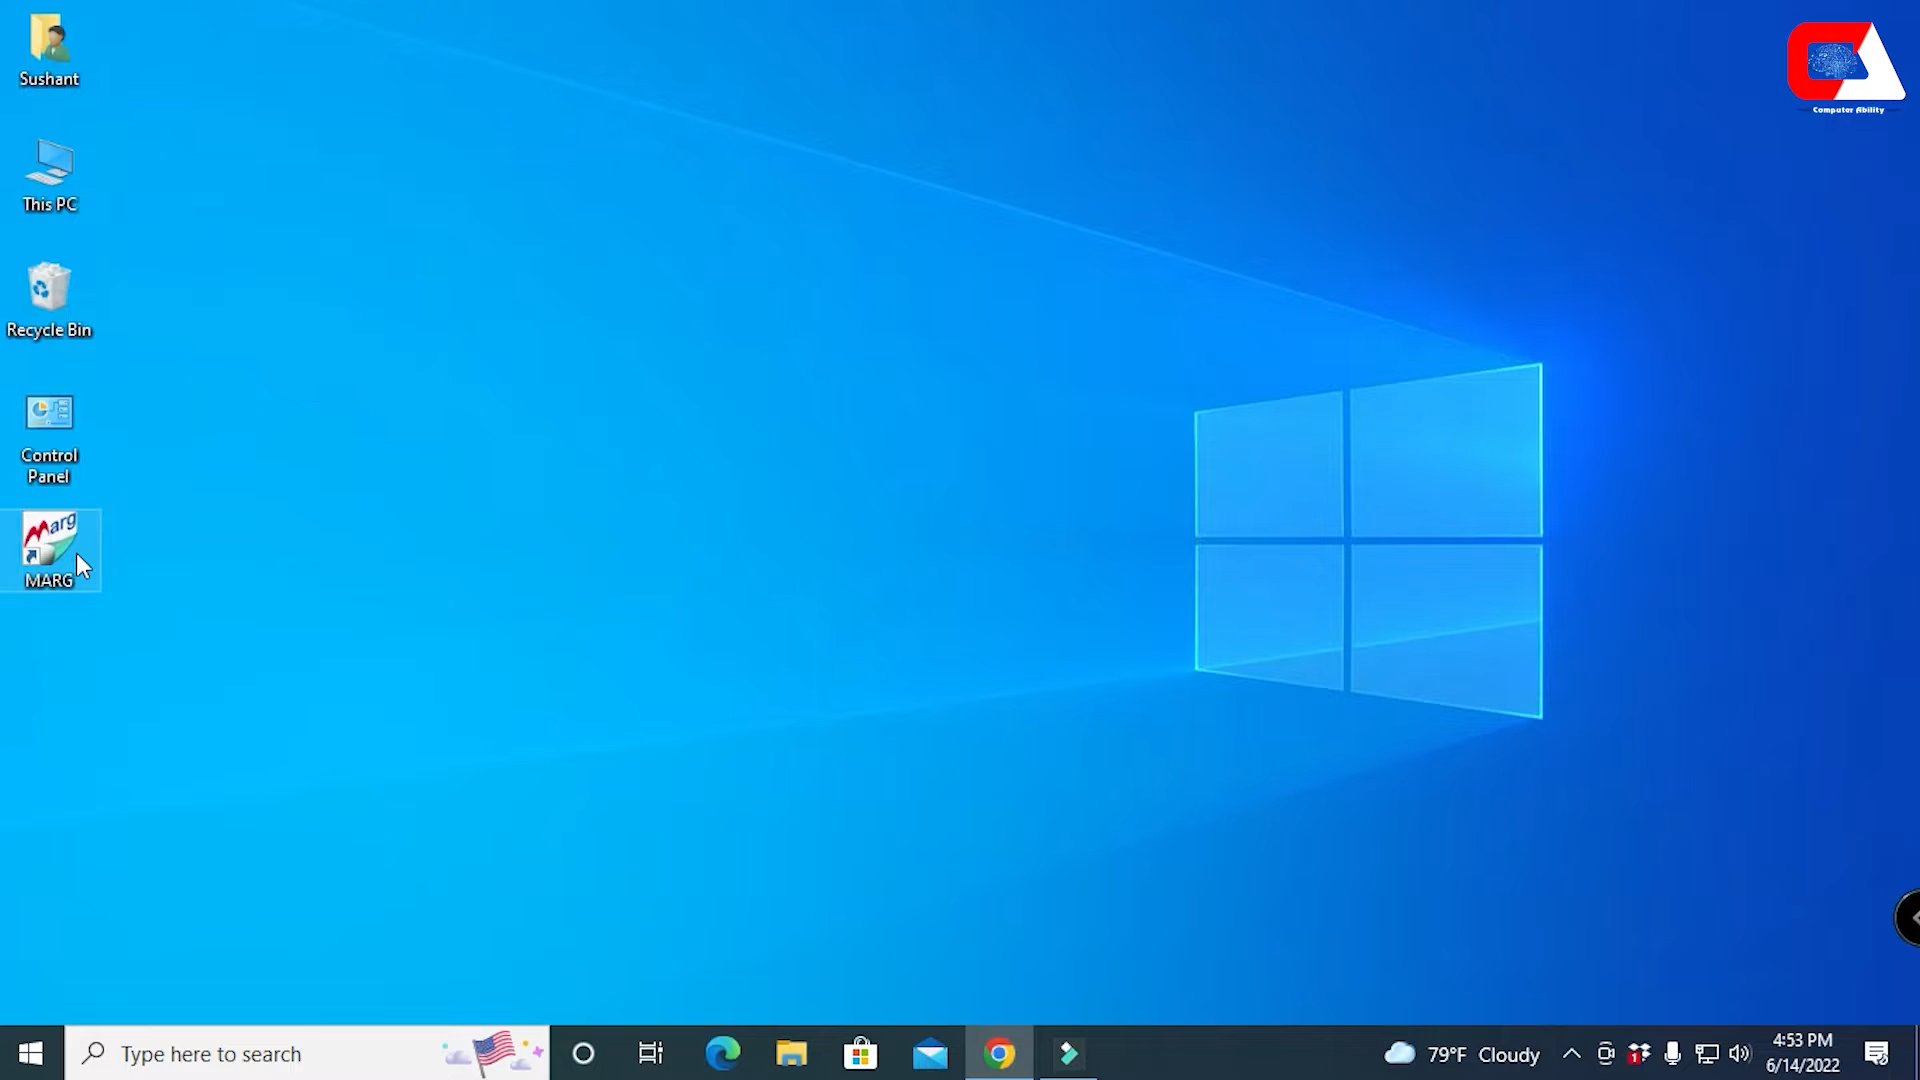 Sushant
This PC
Recycle Bin
Control
Panel
Marg
MARG
Computer Ability
Type here to search
79°F Cloudy
1
4:53 PM
6/14/2022